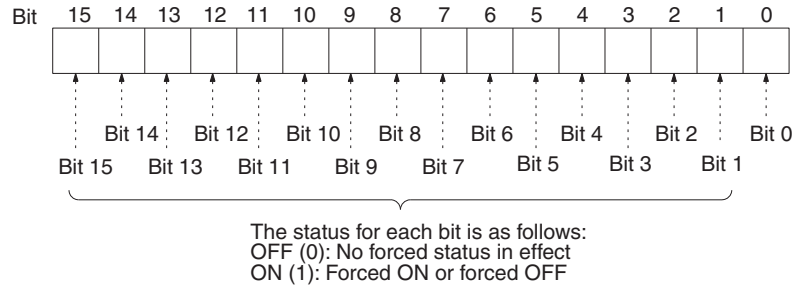 Bit 15 14 13 12 11 10 9 8 7 6 5 4 3 2 1 0
Bit 14 Bit 12 Bit 10 Bit 8 Bit 6 Bit 4 Bit 2 Bit 0
Bit 15 Bit 13 Bit 11 Bit 9 Bit 7 Bit 5 Bit 3 Bit 1
The status for each bit is as follows:
OFF (0): No forced status in effect
ON (1): Forced ON or forced OFF